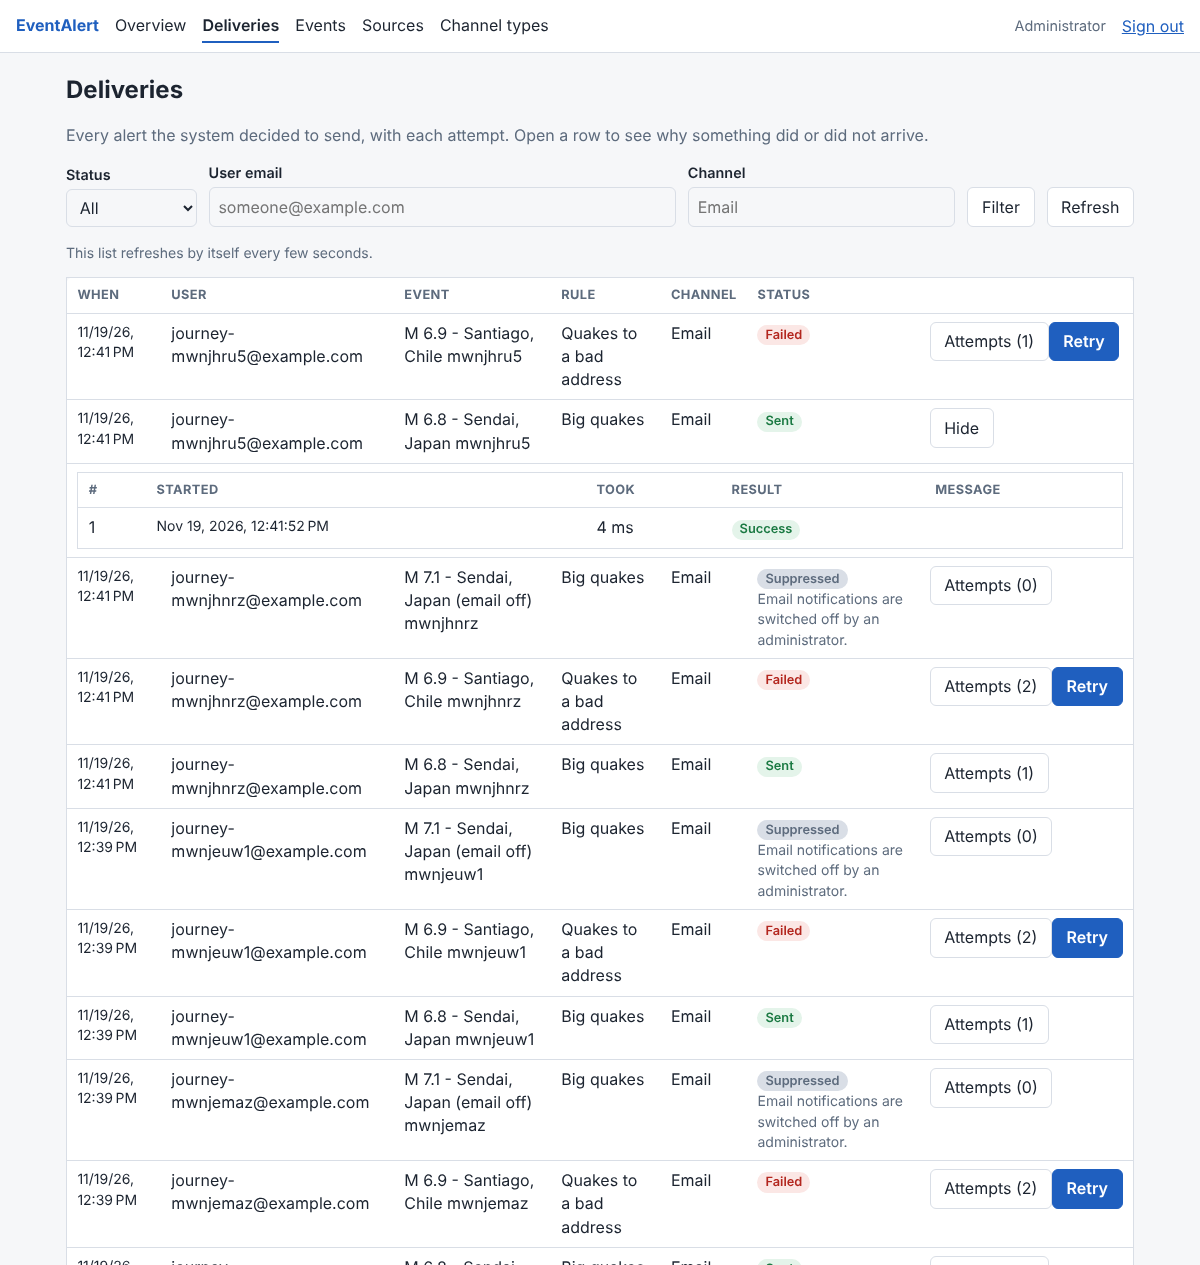 EventAlert Overview Deliveries Events Sources Channel types Administrator Sign out
Deliveries
Every alert the system decided to send, with each attempt. Open a row to see why something did or did not arrive.
Status User email Channel
All someone@example.com Email Filter Refresh
This list refreshes by itself every few seconds.
WHEN USER EVENT RULE CHANNEL STATUS
11/19/26, journey- M 6.9 - Santiago, Quakes to Email Failed Attempts (1) Retry
12:41 PM mwnjhru5@example.com Chile mwnjhru5 a bad
address
11/19/26, journey- M 6.8 - Sendai, Big quakes Email Sent Hide
12:41 PM mwnjhru5@example.com Japan mwnjhru5
# STARTED TOOK RESULT MESSAGE
1 Nov 19, 2026, 12:41:52 PM 4 ms Success
11/19/26, journey- M 7.1 - Sendai, Big quakes Email Suppressed Attempts (0)
12:41 PM mwnjhnrz@example.com Japan (email off) Email notifications are
mwnjhnrz switched off by an
administrator.
11/19/26, journey- M 6.9 - Santiago, Quakes to Email Failed Attempts (2) Retry
12:41 PM mwnjhnrz@example.com Chile mwnjhnrz a bad
address
11/19/26, journey- M 6.8 - Sendai, Big quakes Email Sent Attempts (1)
12:41 PM mwnjhnrz@example.com Japan mwnjhnrz
11/19/26, journey- M 7.1 - Sendai, Big quakes Email Suppressed Attempts (0)
12:39 PM mwnjeuw1@example.com Japan (email off) Email notifications are
mwnjeuw1 switched off by an
administrator.
11/19/26, journey- M 6.9 - Santiago, Quakes to Email Failed Attempts (2) Retry
12:39 PM mwnjeuw1@example.com Chile mwnjeuw1 a bad
address
11/19/26, journey- M 6.8 - Sendai, Big quakes Email Sent Attempts (1)
12:39 PM mwnjeuw1@example.com Japan mwnjeuw1
11/19/26, journey- M 7.1 - Sendai, Big quakes Email Suppressed Attempts (0)
12:39 PM mwnjemaz@example.com Japan (email off) Email notifications are
mwnjemaz switched off by an
administrator.
11/19/26, journey- M 6.9 - Santiago, Quakes to Email Failed Attempts (2) Retry
12:39 PM mwnjemaz@example.com Chile mwnjemaz a bad
address